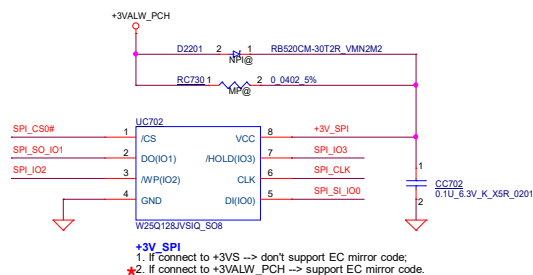 +3VALW_PCH
D2201 2 1 RB520CM-30T2R_VMN2M2
NPI@
RC730 1 2 0_0402_5%
MP@
UC702
SPI_CS0# 1 /CS VCC 8 +3V_SPI
SPI_SO_IO1 2 DO(IO1) /HOLD(IO3) 7 SPI_IO3
SPI_IO2 3 /WP(IO2) CLK 6 SPI_CLK
4 GND DI(IO0) 5 SPI_SI_IO0
1
CC702
0.1U_6.3V_K_X5R_0201
2
W25Q128JVSIQ_SO8
+3V_SPI
1. If connect to +3VS --> don't support EC mirror code;
2. If connect to +3VALW_PCH --> support EC mirror code.